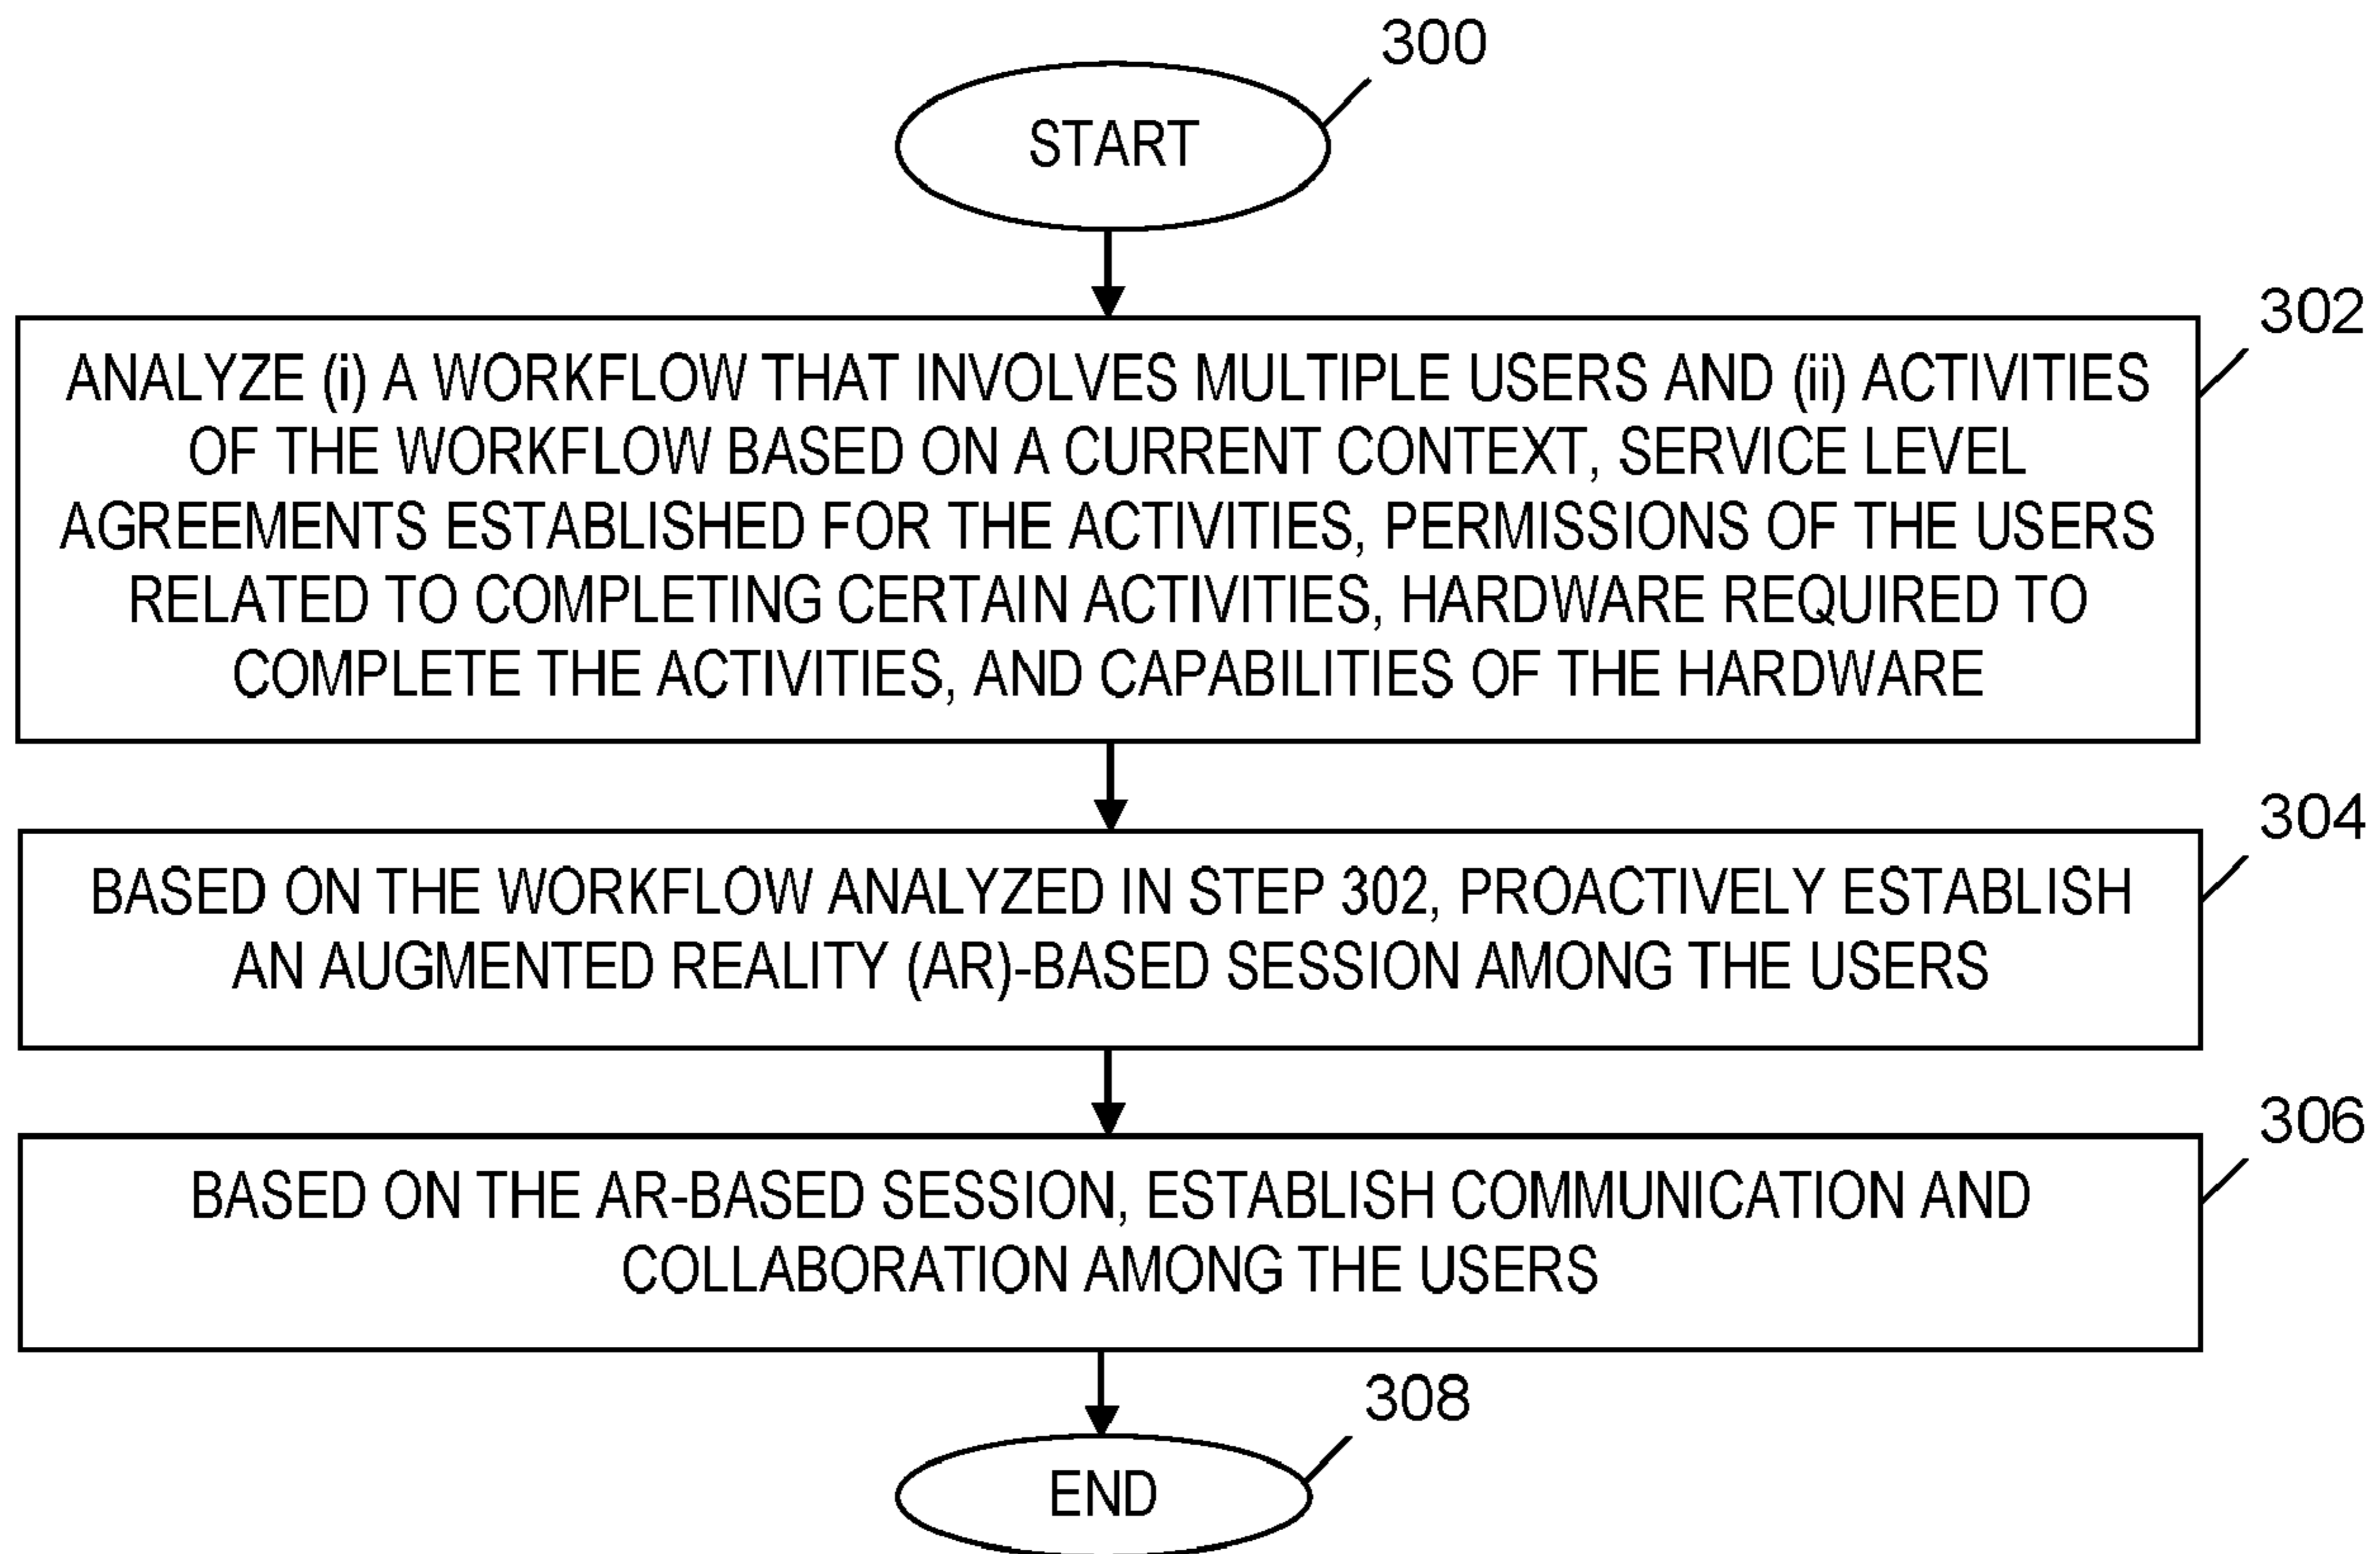 300
START
302
ANALYZE (i) A WORKFLOW THAT INVOLVES MULTIPLE USERS AND (ii) ACTIVITIES
OF THE WORKFLOW BASED ON A CURRENT CONTEXT, SERVICE LEVEL
AGREEMENTS ESTABLISHED FOR THE ACTIVITIES, PERMISSIONS OF THE USERS
RELATED TO COMPLETING CERTAIN ACTIVITIES, HARDWARE REQUIRED TO
COMPLETE THE ACTIVITIES, AND CAPABILITIES OF THE HARDWARE
304
BASED ON THE WORKFLOW ANALYZED IN STEP 302, PROACTIVELY ESTABLISH
AN AUGMENTED REALITY (AR)-BASED SESSION AMONG THE USERS
306
BASED ON THE AR-BASED SESSION, ESTABLISH COMMUNICATION AND
COLLABORATION AMONG THE USERS
308
END